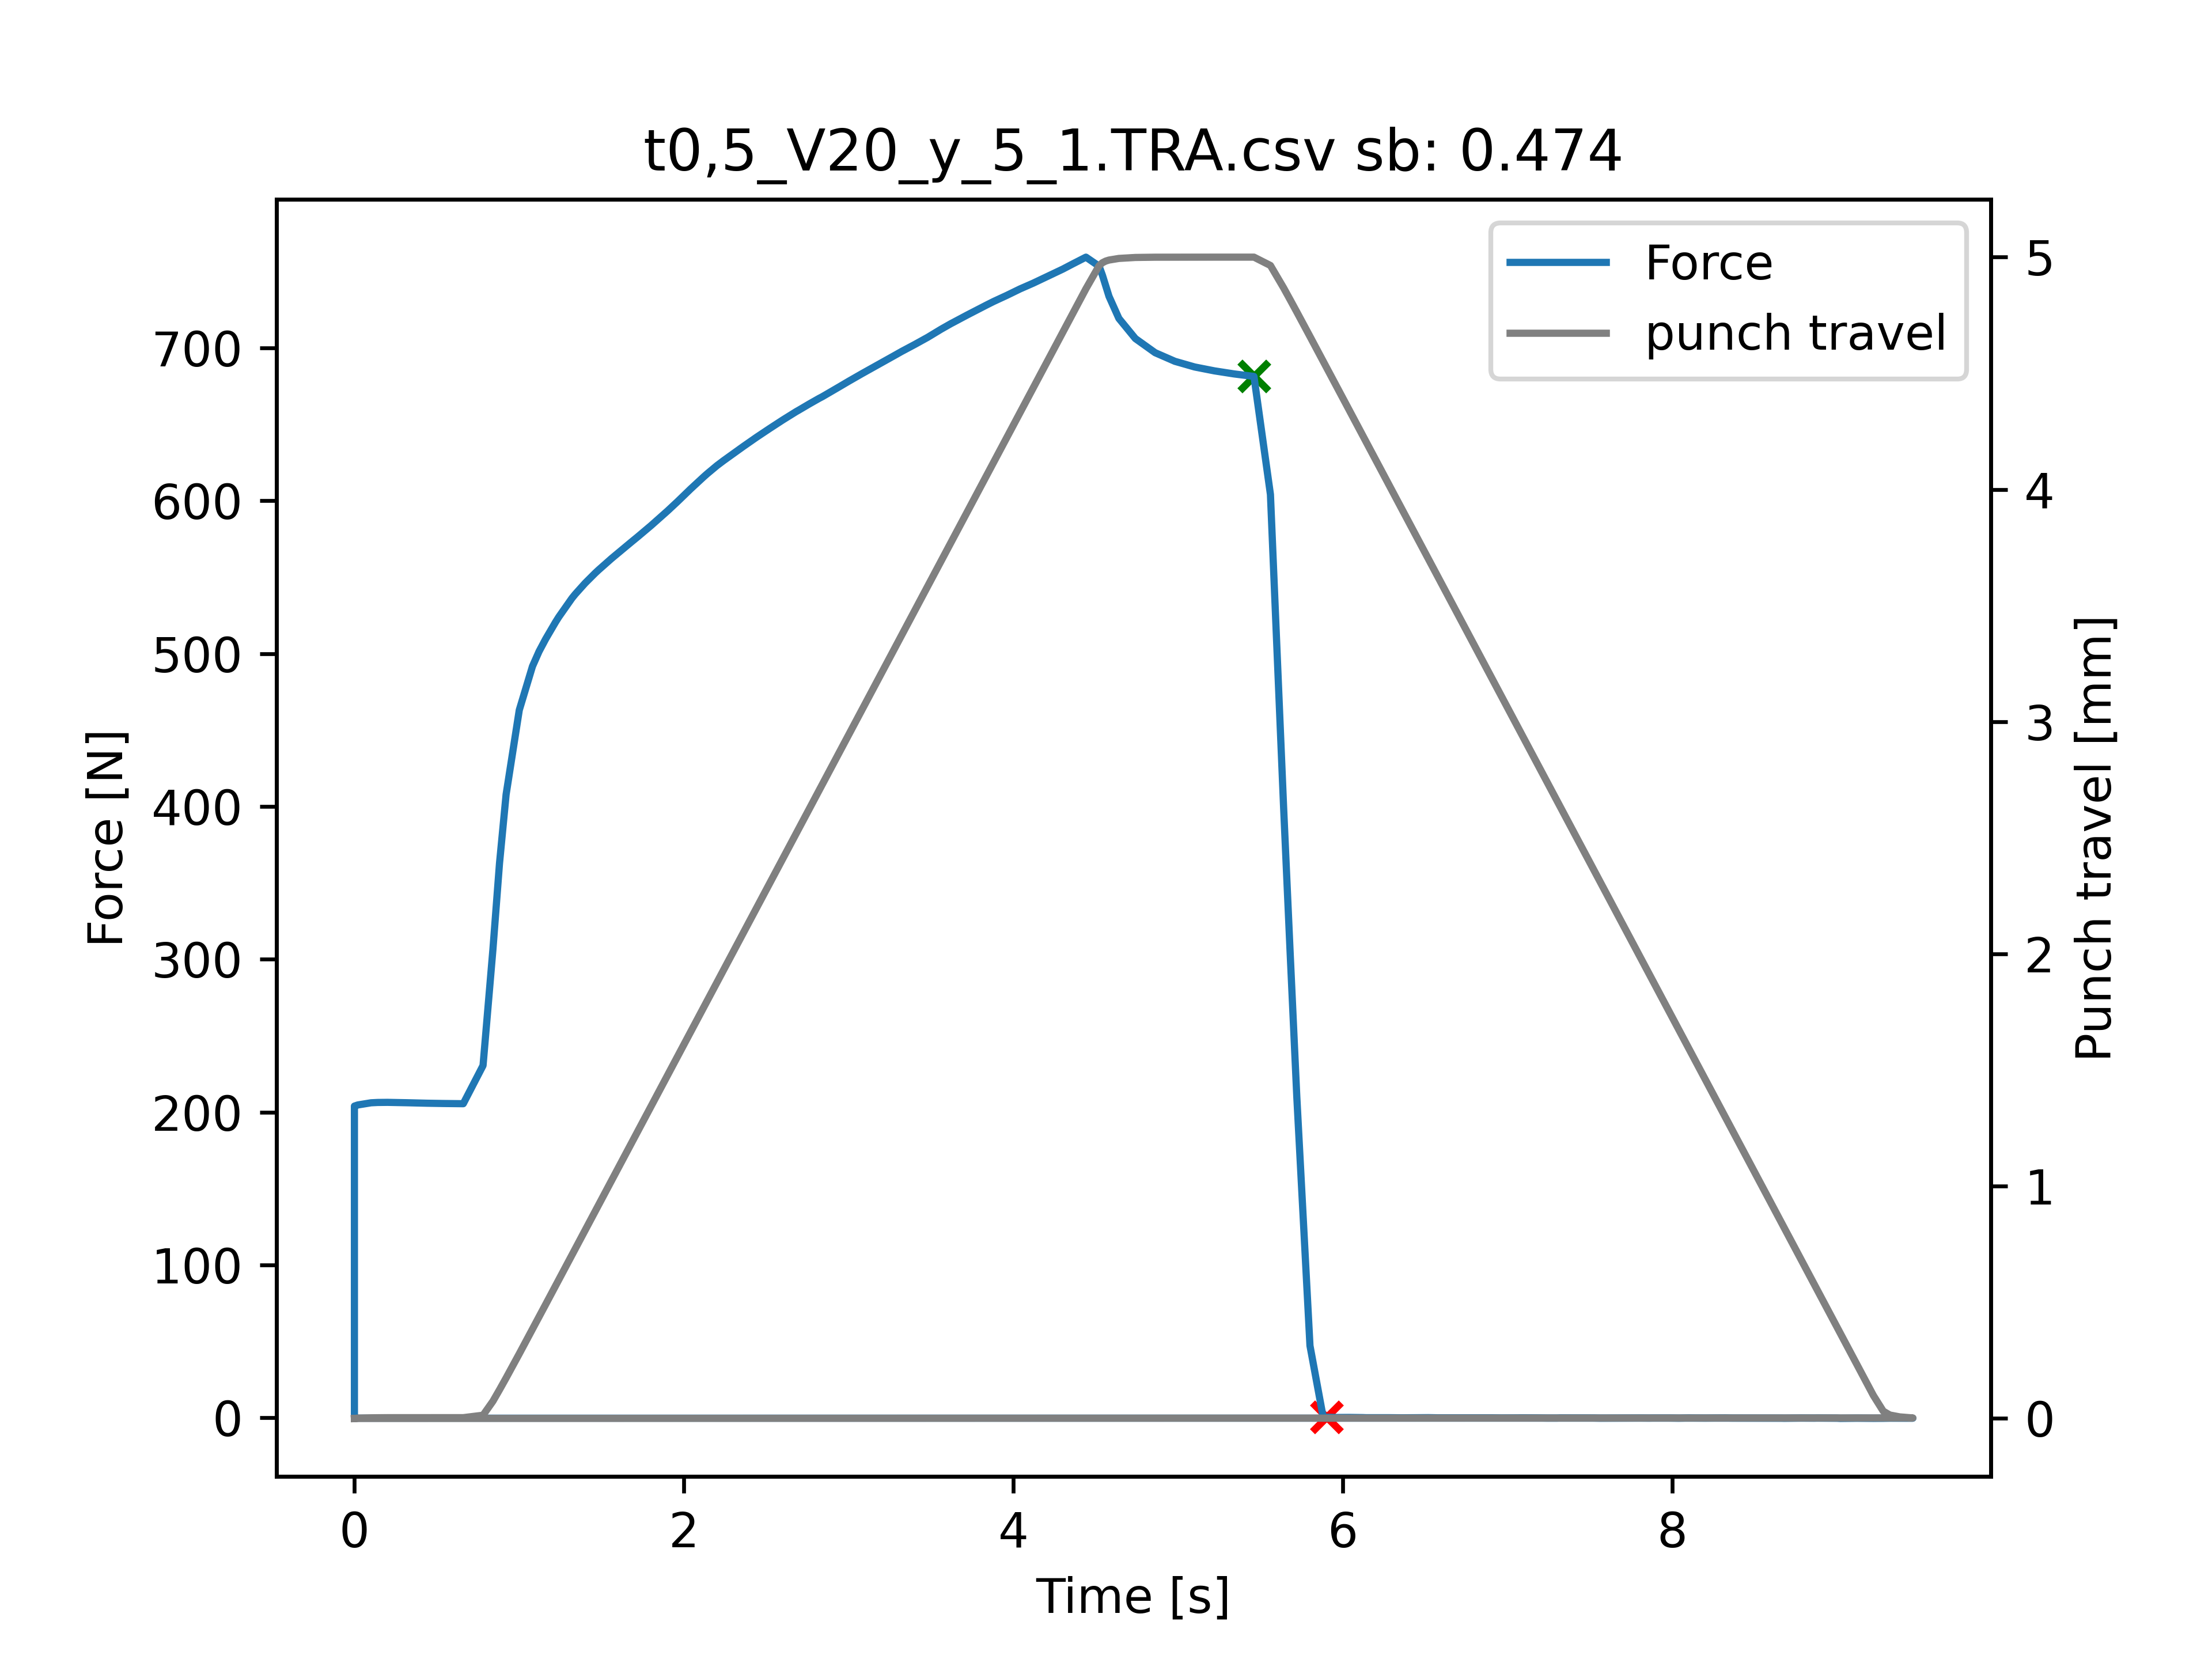 t0,5_V20_y_5_1.TRA.csv sb: 0.474
Force
punch travel
Force [N]
700
600
500
400
300
200
100
0
5
4
3
2
1
0
Punch travel [mm]
0 2 4 6 8
Time [s]